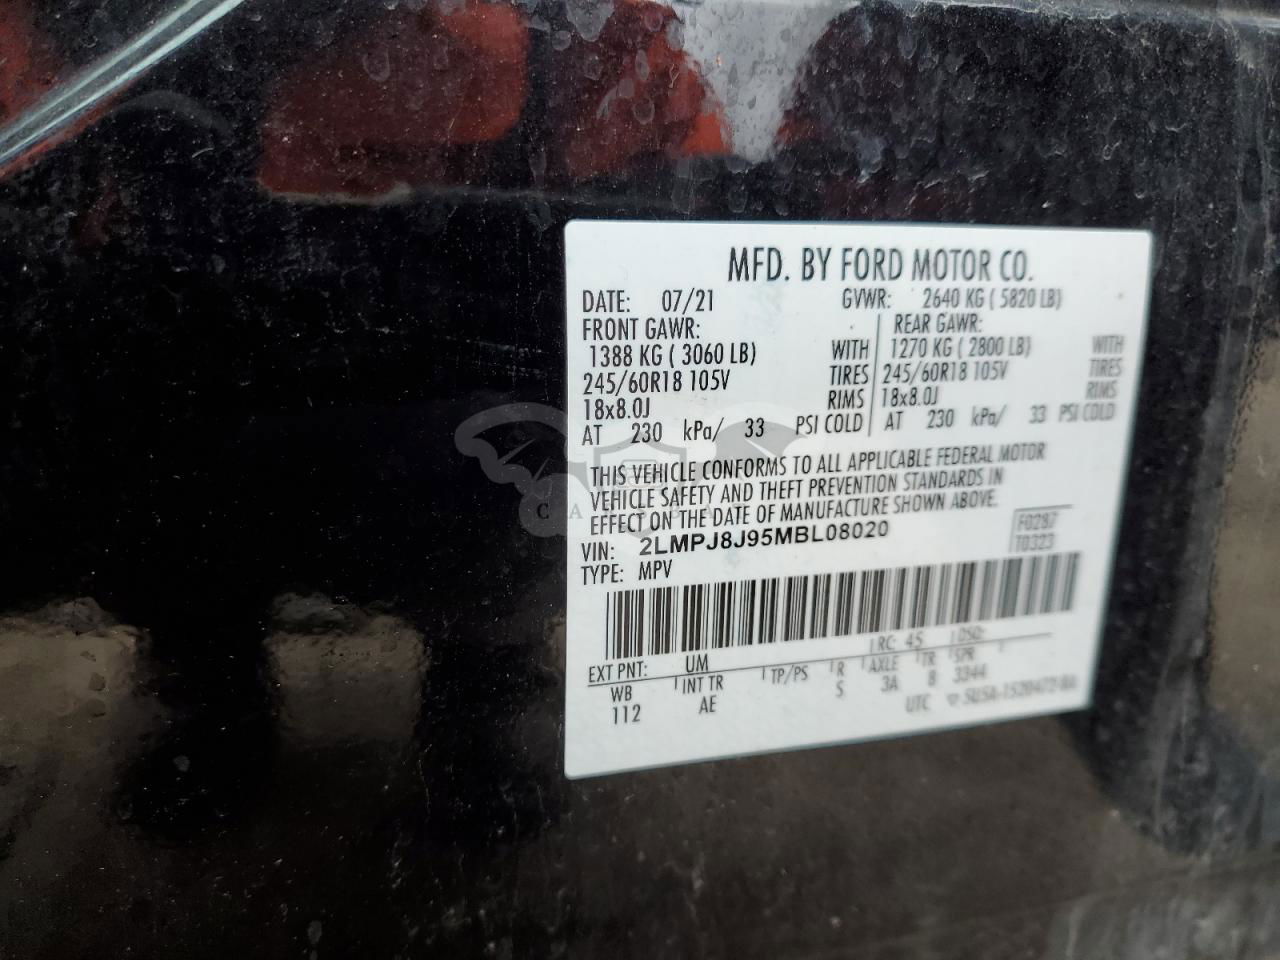 MFD. BY FORD MOTOR CO.
DATE: 07/21 GVWR: 2640 KG ( 5820 LB)
FRONT GAWR: REAR GAWR:
1388 KG ( 3060 LB) WITH 1270 KG ( 2800 LB) WITH
245/60R18 105V TIRES 245/60R18 105V TIRES
18x8.0J RIMS 18x8.0J RIMS
AT 230 kPa/ 33 PSI COLD AT 230 kPa/ 33 PSI COLD
THIS VEHICLE CONFORMS TO ALL APPLICABLE FEDERAL MOTOR
VEHICLE SAFETY AND THEFT PREVENTION STANDARDS IN
EFFECT ON THE DATE OF MANUFACTURE SHOWN ABOVE.
VIN: 2LMPJ8J95MBL08020 F0287
TYPE: MPV T0323
EXT PNT: UM RC: 45 DSO:
WB INT TR TP/PS R AXLE TR SPR
112 AE S 3A 8 3344
UTC